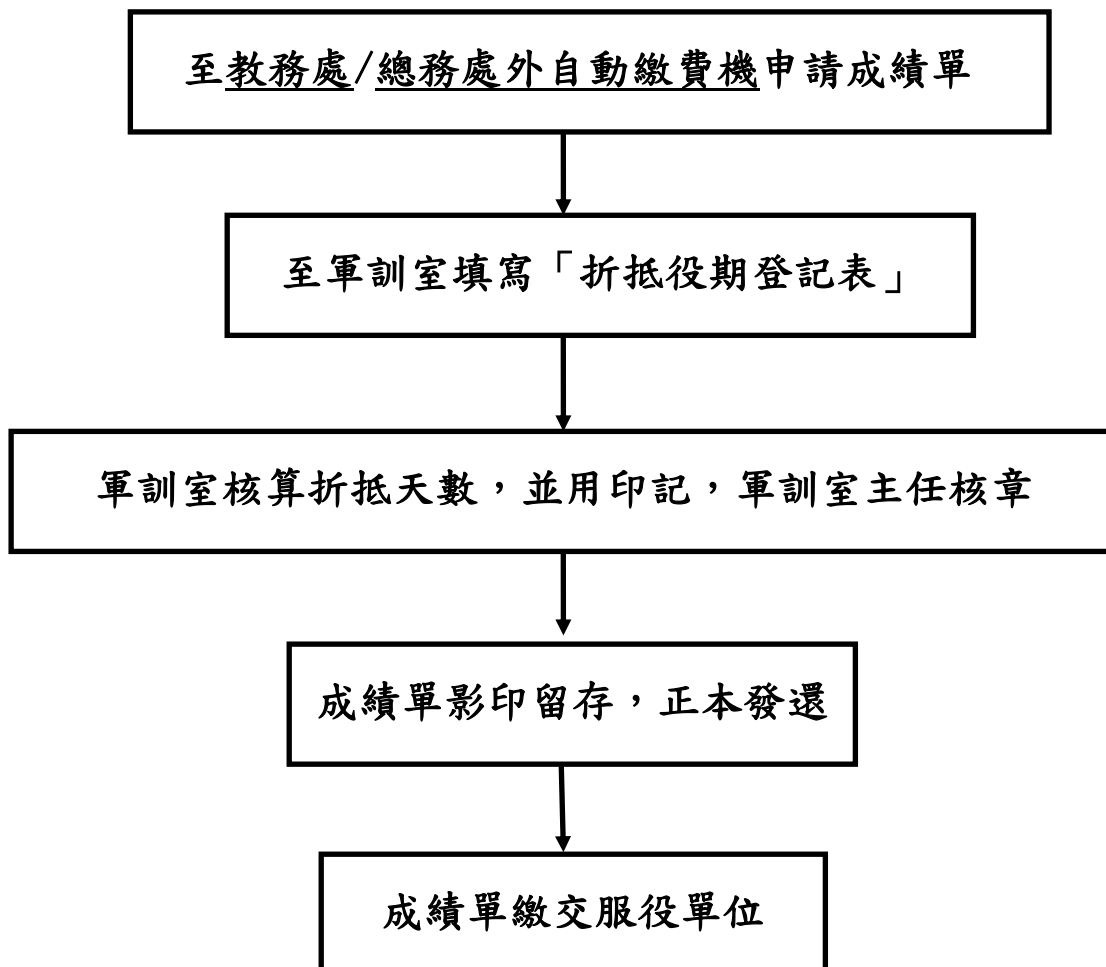 至教務處/總務處外自動繳費機申請成績單
至軍訓室填寫「折抵役期登記表」
軍訓室核算折抵天數，並用印記，軍訓室主任核章
成績單影印留存，正本發還
成績單繳交服役單位